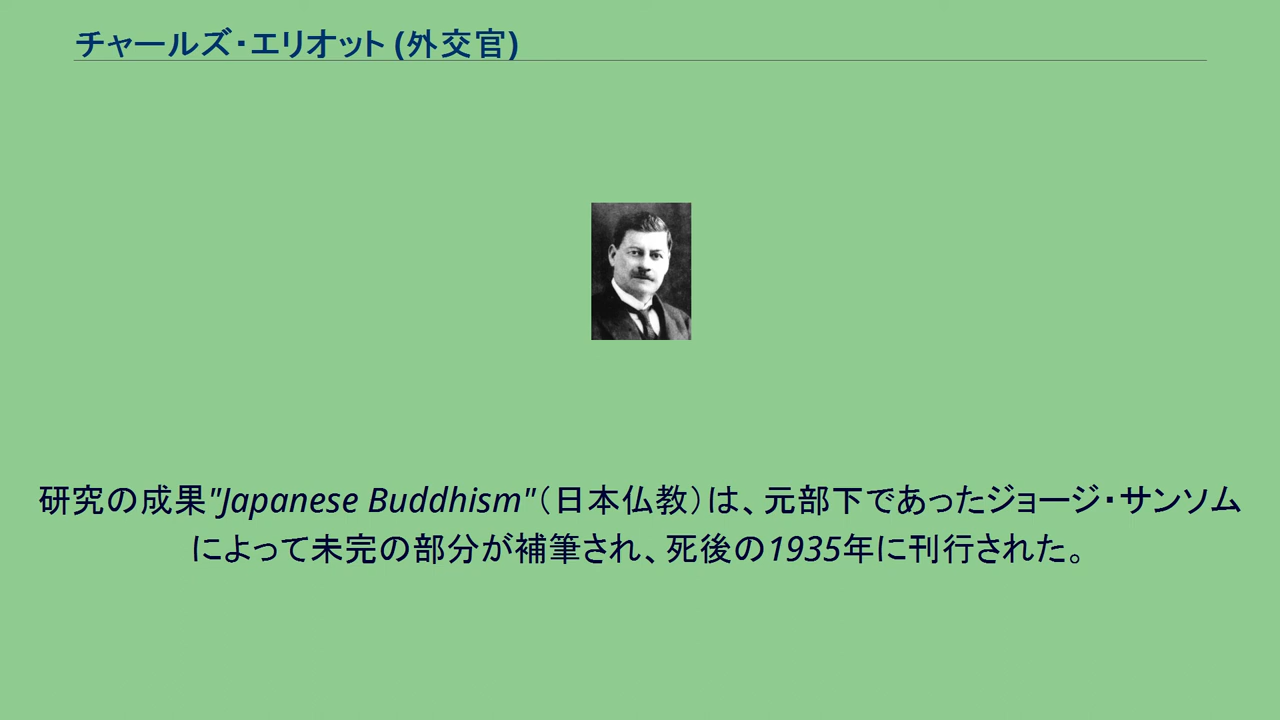 チャールズ・エリオット (外交官)
研究の成果"Japanese Buddhism"（日本仏教）は、元部下であったジョージ・サンソム
によって未完の部分が補筆され、死後の1935年に刊行された。